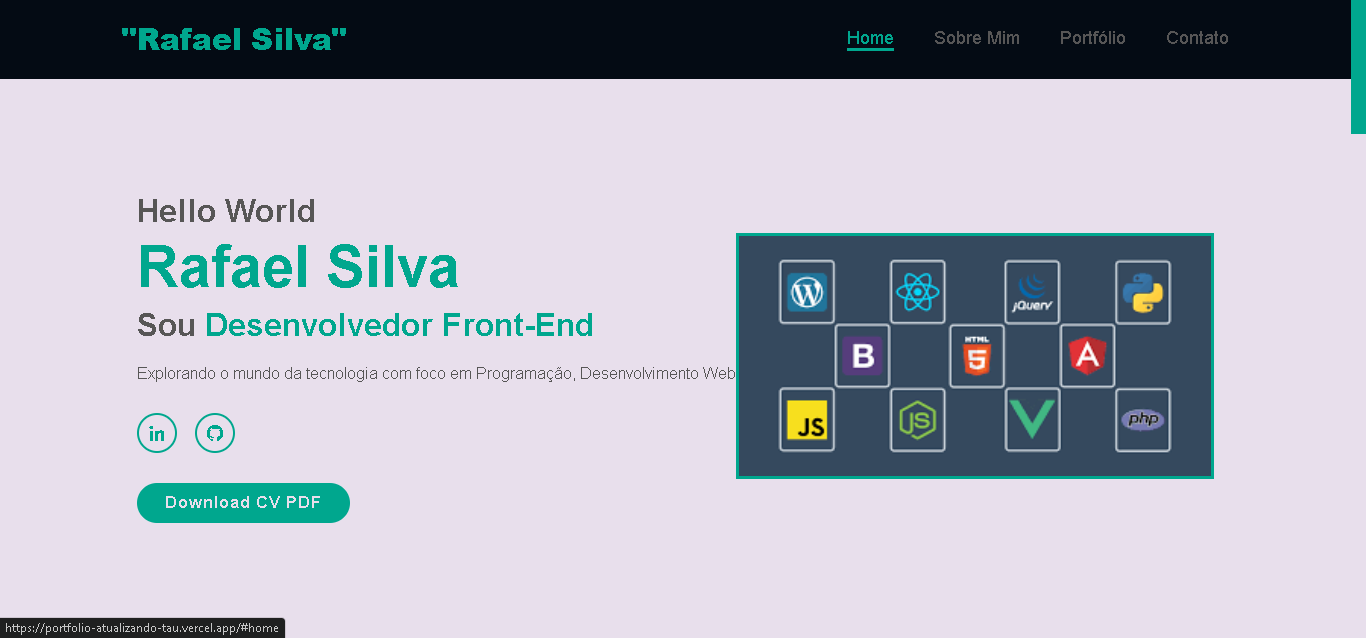 "Rafael Silva"
Home Sobre Mim Portfólio Contato
Hello World
Rafael Silva
Sou Desenvolvedor Front-End
Explorando o mundo da tecnologia com foco em Programação, Desenvolvimento Web
in
Download CV PDF
W
jQuery
B
HTML
5
A
JS
JS
php
https://portfolio-atualizando-tau.vercel.app/#home